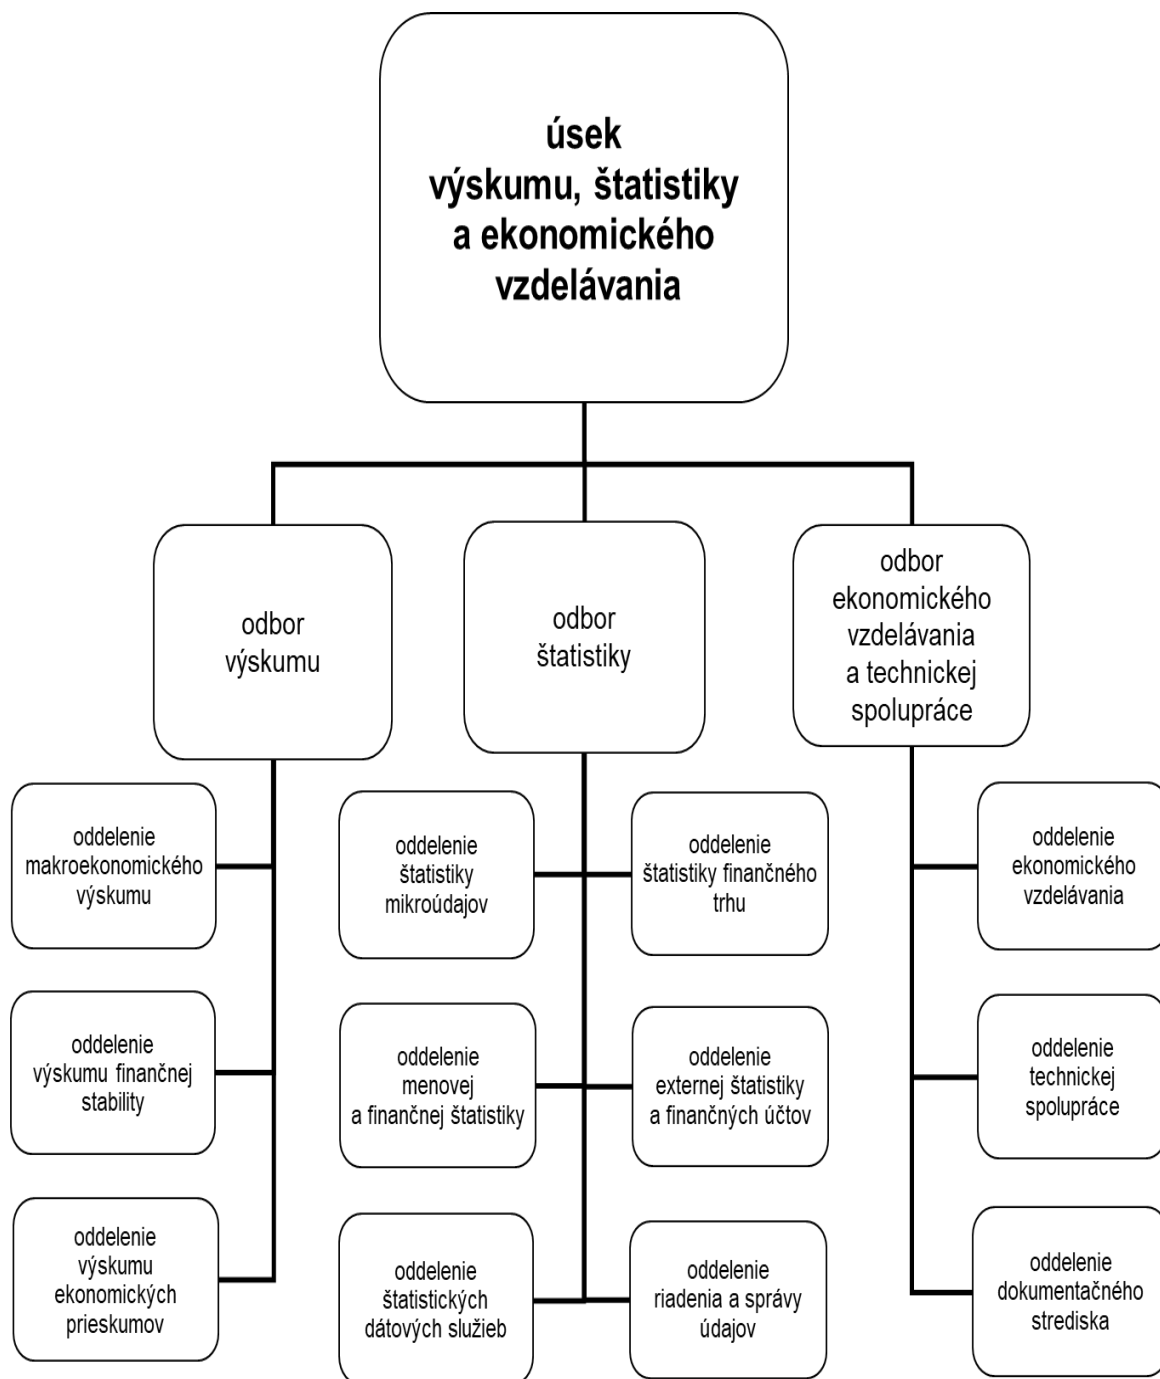 úsek
výskumu, štatistiky
a ekonomického
vzdelávania
odbor
výskumu
odbor
štatistiky
odbor
ekonomického
vzdelávania
a technickej
spolupráce
oddelenie
makroekonomického
výskumu
oddelenie
výskumu finančnej
stability
oddelenie
výskumu
ekonomických
prieskumov
oddelenie
štatistiky
mikroúdajov
oddelenie
štatistiky finančného
trhu
oddelenie
menovej
a finančnej štatistiky
oddelenie
externej štatistiky
a finančných účtov
oddelenie
štatistických
dátových služieb
oddelenie
riadenia a správy
údajov
oddelenie
ekonomického
vzdelávania
oddelenie
technickej
spolupráce
oddelenie
dokumentačného
strediska